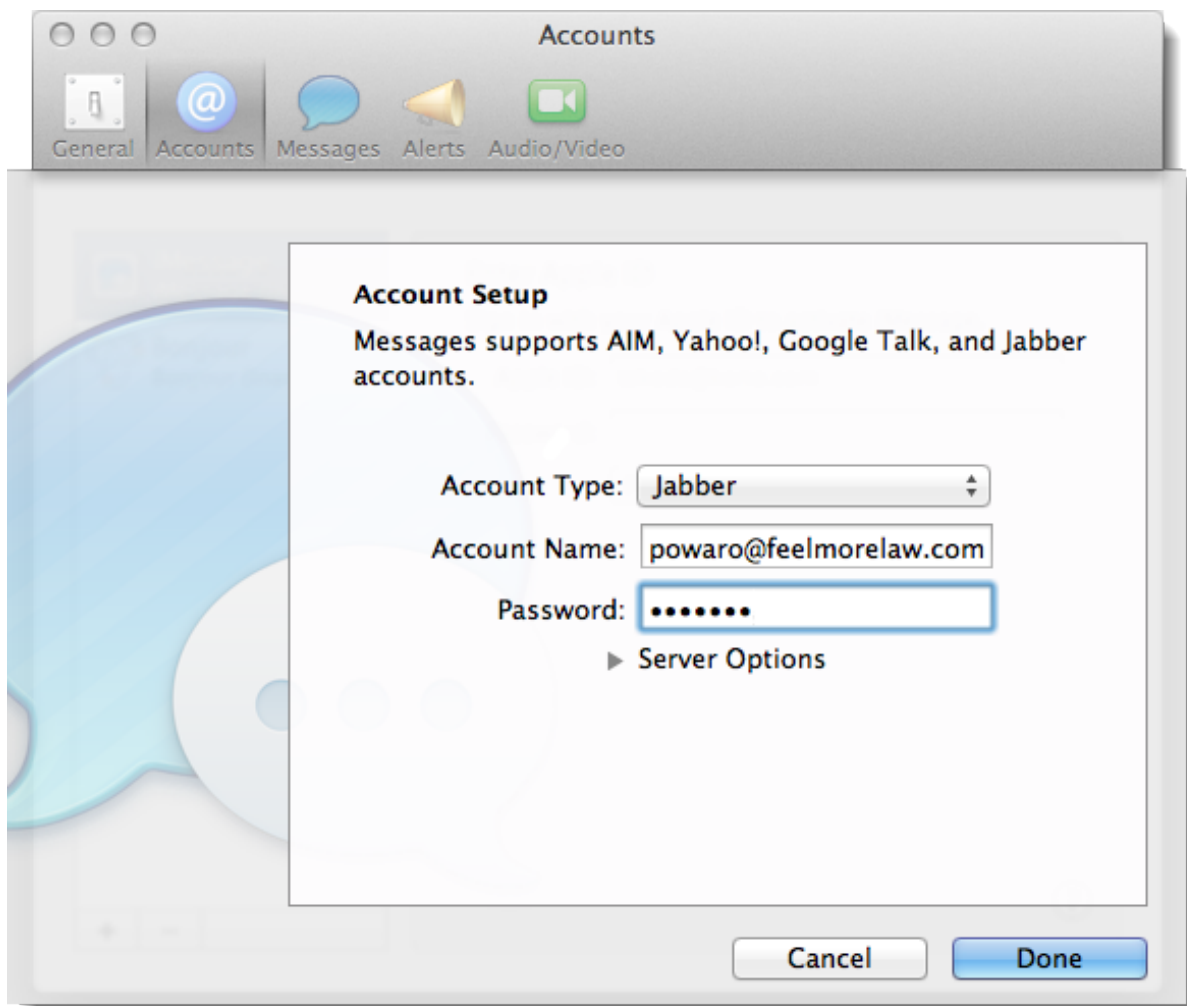 Accounts
General Accounts Messages Alerts Audio/Video
Account Setup
Messages supports AIM, Yahoo!, Google Talk, and Jabber
accounts.
Account Type: Jabber
Account Name: powaro@feelmorelaw.com
Password: •••••••
Server Options
Cancel Done